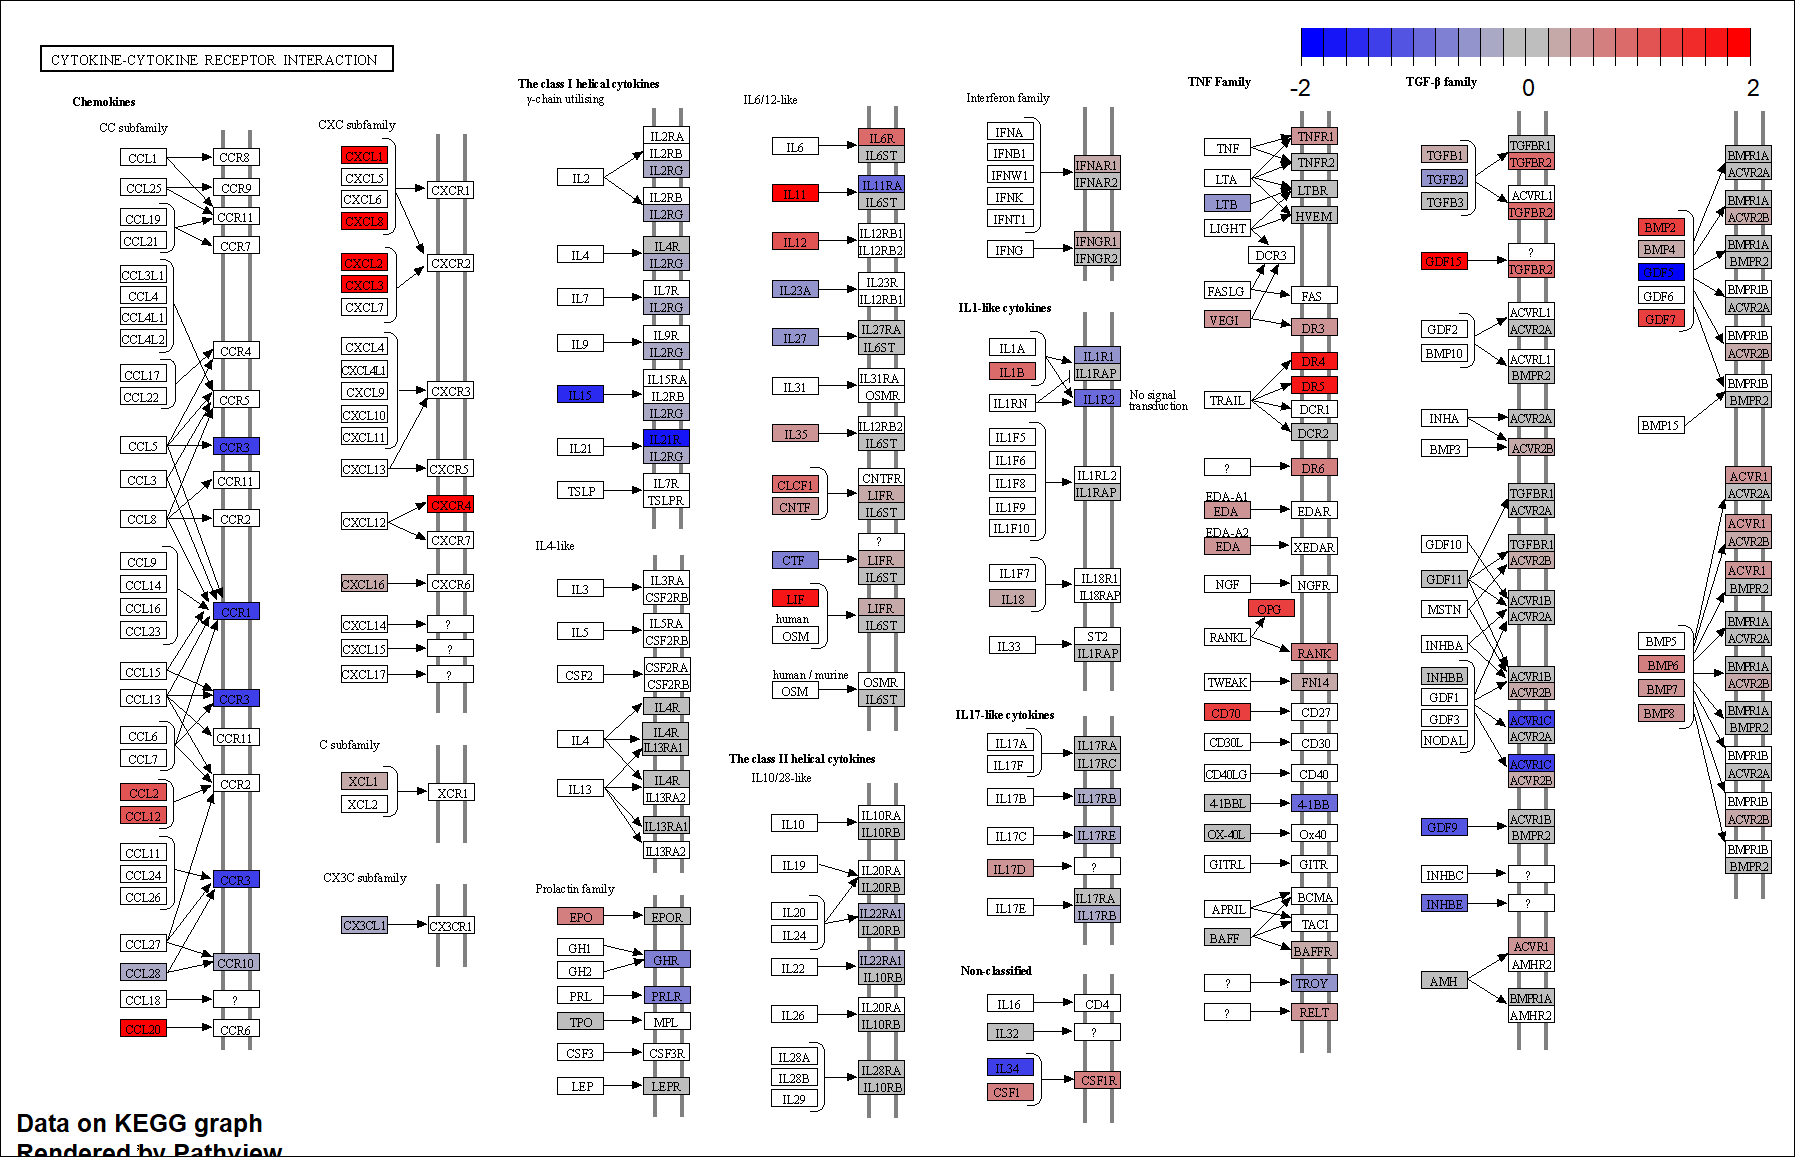 CYTOKINE-CYTOKINE RECEPTOR INTERACTION
-2
0
2
Chemokines
CC subfamily
CCL1
CCR8
CCL25
CCR9
CCL19
CCR11
CCL21
CCR7
CCL3L1
CCL4
CCL4L1
CCL4L2
CCR4
CCL17
CCL22
CCR5
CCL5
CCR3
CCL3
CCR11
CCL8
CCR2
CCL9
CCL14
CCL16
CCL23
CCR1
CCL15
CCL13
CCR3
CCL6
CCR11
CCL7
CCR2
CCL2
CCL12
CCL11
CCL24
CCL26
CCR3
CCL27
CCL28
CCR10
CCL18
?
CCL20
CCR6
CXC subfamily
CXCL1
CXCL5
CXCL6
CXCL8
CXCR1
CXCL2
CXCL3
CXCL7
CXCR2
CXCL4
CXCL4L1
CXCL9
CXCL10
CXCL11
CXCR3
CXCL13
CXCR5
CXCR4
CXCL12
CXCR7
CXCL16
CXCR6
CXCL14
?
CXCL15
?
CXCL17
?
C subfamily
XCL1
XCL2
XCR1
CX3C subfamily
CX3CL1
CX3CR1
The class I helical cytokines
γ-chain utilising
IL2
IL2RA
IL2RB
IL2RG
IL2RB
IL2RG
IL4
IL4R
IL2RG
IL7
IL7R
IL2RG
IL9
IL9R
IL2RG
IL15
IL15RA
IL2RB
IL2RG
IL21
IL21R
IL2RG
TSLP
IL7R
TSLPR
IL4-like
IL3
IL3RA
CSF2RB
IL5
IL5RA
CSF2RB
CSF2
CSF2RA
CSF2RB
IL4R
IL4
IL4R
IL13RA1
IL13
IL4R
IL13RA2
IL13RA1
IL13RA2
Prolactin family
EPO
EPOR
GH1
GH2
GHR
PRL
PRLR
TPO
MPL
CSF3
CSF3R
LEP
LEPR
IL6/12-like
IL6
IL6R
IL6ST
IL11
IL11RA
IL6ST
IL12
IL12RB1
IL12RB2
IL23A
IL23R
IL12RB1
IL27
IL27RA
IL6ST
IL31
IL31RA
OSMR
IL35
IL12RB2
IL6ST
CLCF1
CNTF
CNTFR
LIFR
IL6ST
CTF
?
LIFR
IL6ST
LIF
human
OSM
LIFR
IL6ST
human / murine
OSM
OSMR
IL6ST
The class II helical cytokines
IL10/28-like
IL10
IL10RA
IL10RB
IL19
IL20RA
IL20RB
IL20
IL24
IL22RA1
IL20RB
IL22
IL22RA1
IL10RB
IL26
IL20RA
IL10RB
IL28A
IL28B
IL29
IL28RA
IL10RB
Interferon family
IFNA
IFNB1
IFNW1
IFNK
IFNT1
IFNAR1
IFNAR2
IFNG
IFNGR1
IFNGR2
IL1-like cytokines
IL1A
IL1B
IL1R1
IL1RAP
IL1RN
IL1R2
No signal
transduction
IL1F5
IL1F6
IL1F8
IL1F9
IL1F10
IL1RL2
IL1RAP
IL1F7
IL18
IL18R1
IL18RAP
IL33
ST2
IL1RAP
IL17-like cytokines
IL17A
IL17F
IL17RA
IL17RC
IL17B
IL17RB
IL17C
IL17RE
IL17D
?
IL17E
IL17RA
IL17RB
Non-classified
IL16
CD4
IL32
?
IL34
CSF1
CSF1R
TNF Family
TNF
LTA
LTB
LIGHT
TNFR1
TNFR2
LTBR
HVEM
DCR3
FASLG
FAS
VEGI
DR3
TRAIL
DR4
DR5
DCR1
DCR2
?
DR6
EDA-A1
EDA
EDAR
EDA-A2
EDA
XEDAR
NGF
NGFR
OPG
RANKL
RANK
TWEAK
FN14
CD70
CD27
CD30L
CD30
CD40LG
CD40
4-1BBL
4-1BB
OX-40L
Ox40
GITRL
GITR
APRIL
BCMA
TACI
BAFF
BAFFR
?
TROY
?
RELT
TGF-β family
TGFB1
TGFB2
TGFB3
TGFBR1
TGFBR2
ACVRL1
TGFBR2
GDF15
?
TGFBR2
GDF2
BMP10
ACVRL1
ACVR2A
ACVRL1
BMPR2
INHA
ACVR2A
BMP3
ACVR2B
TGFBR1
ACVR2A
GDF10
TGFBR1
ACVR2B
GDF11
MSTN
ACVR1B
ACVR2A
INHBA
INHBB
GDF1
GDF3
NODAL
ACVR1B
ACVR2B
ACVR1C
ACVR2A
ACVR1C
ACVR2B
GDF9
ACVR1B
BMPR2
INHBC
?
INHBE
?
AMH
ACVR1
AMHR2
BMPR1A
AMHR2
BMP2
BMP4
GDF5
GDF6
GDF7
BMPR1A
ACVR2A
BMPR1A
ACVR2B
BMPR1A
BMPR2
BMPR1B
ACVR2A
BMPR1B
ACVR2B
BMPR1B
BMPR2
BMP15
BMP5
BMP6
BMP7
BMP8
ACVR1
ACVR2A
ACVR1
ACVR2B
ACVR1
BMPR2
BMPR1A
ACVR2A
BMPR1A
ACVR2B
BMPR1A
BMPR2
BMPR1B
ACVR2A
BMPR1B
ACVR2B
BMPR1B
BMPR2
Data on KEGG graph
Rendered by Pathview